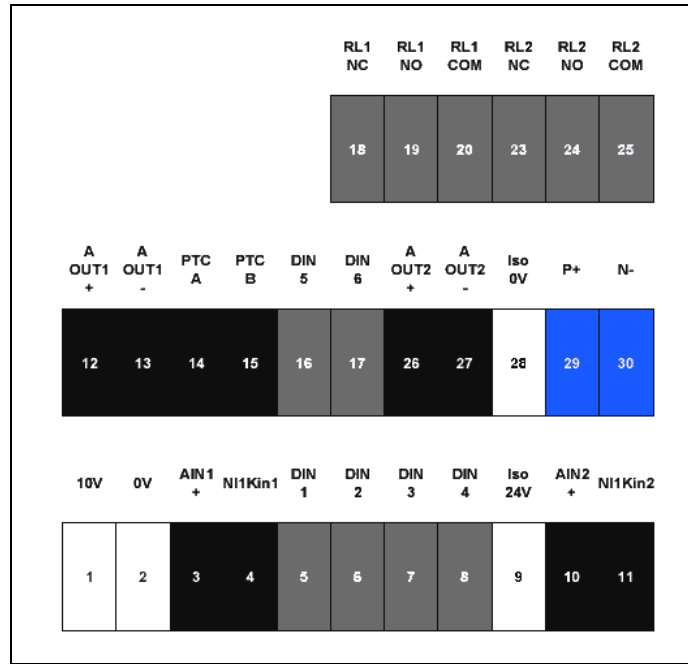 RL1 RL1 RL1 RL2 RL2 RL2
NC NO COM NC NO COM
18 19 20 23 24 25
A A PTC PTC DIN DIN A A Iso P+ N-
OUT1 OUT1 A B 5 6 OUT2 OUT2 0V
+ - + -
12 13 14 15 16 17 26 27 28 29 30
10V 0V AIN1 NI1Kin1 DIN DIN DIN DIN Iso AIN2 NI1Kin2
+ 1 2 3 4 24V +
1 2 3 4 5 6 7 8 9 10 11